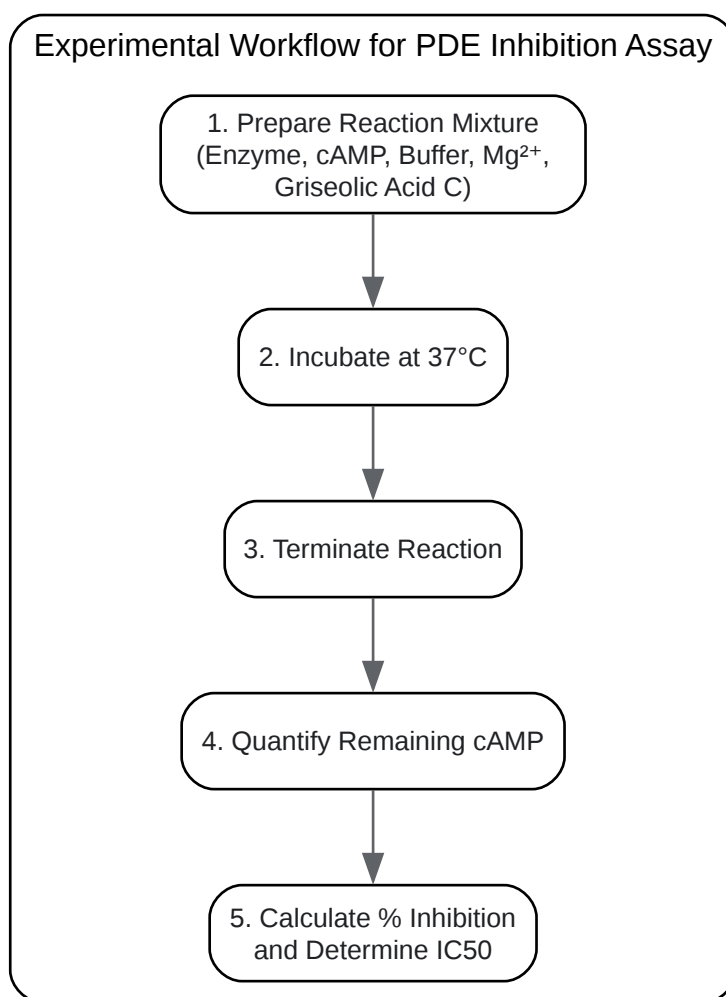 Experimental Workflow for PDE Inhibition Assay
1. Prepare Reaction Mixture
(Enzyme, cAMP, Buffer, Mg²⁺,
Griseolic Acid C)
2. Incubate at 37°C
3. Terminate Reaction
4. Quantify Remaining cAMP
5. Calculate % Inhibition
and Determine IC50